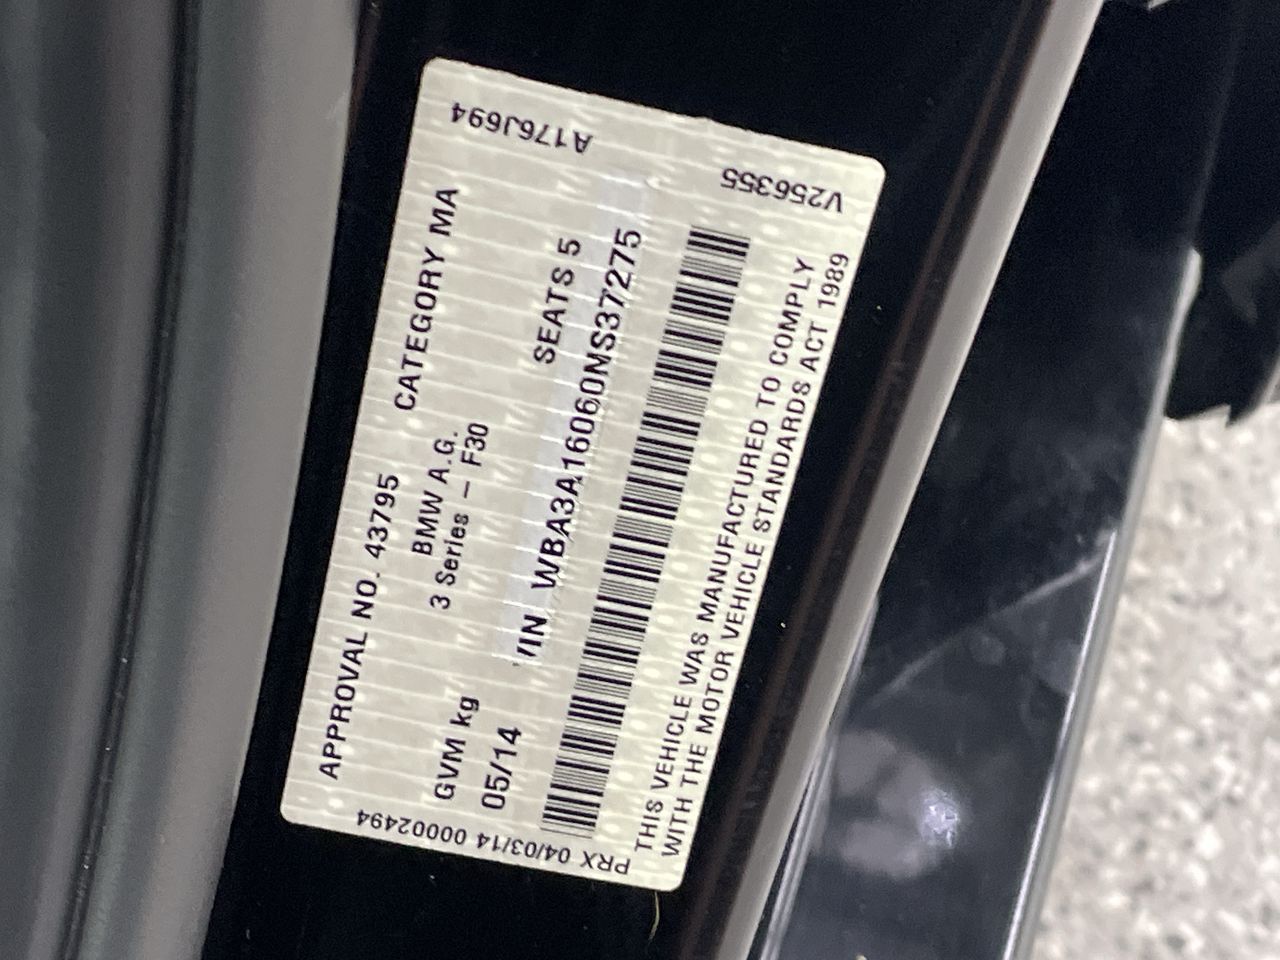 A176J694
V256355
APPROVAL NO. 43795 CATEGORY MA
BMW A.G.
3 Series – F30
GVM kg SEATS 5
05/14 VIN WBA3A16060NS37275
THIS VEHICLE WAS MANUFACTURED TO COMPLY
WITH THE MOTOR VEHICLE STANDARDS ACT 1989
PRX 04/03/14 00002494